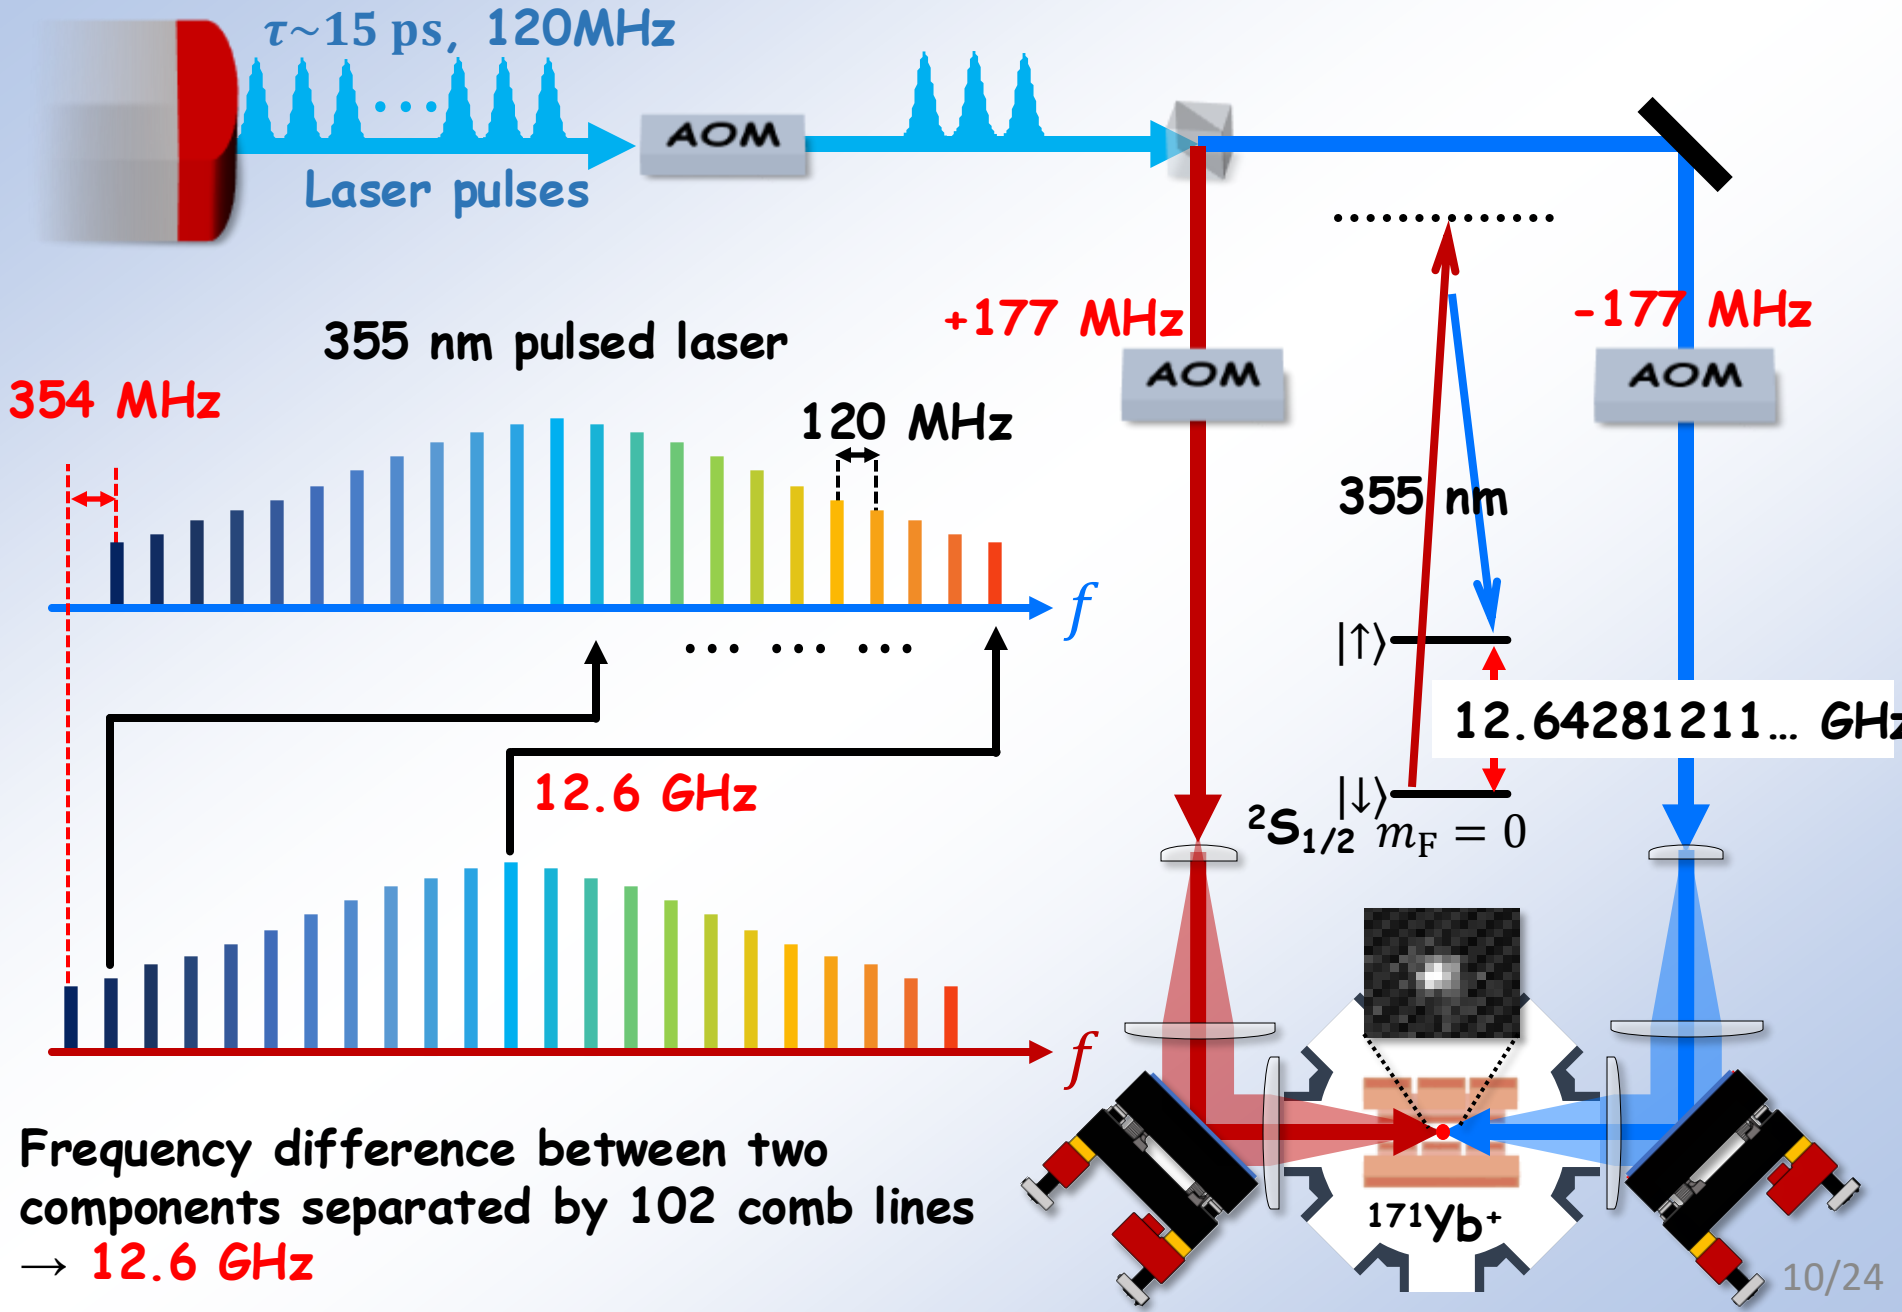 τ~15 ps, 120MHz
Laser pulses
AOM
355 nm pulsed laser
354 MHz
120 MHz
f
... ... ...
12.6 GHz
f
Frequency difference between two
components separated by 102 comb lines
→ 12.6 GHz
+177 MHz
AOM
-177 MHz
AOM
355 nm
|↑⟩
12.64281211… GHz
|↓⟩
²S₁/₂ m_F = 0
¹⁷¹Yb⁺
10/24